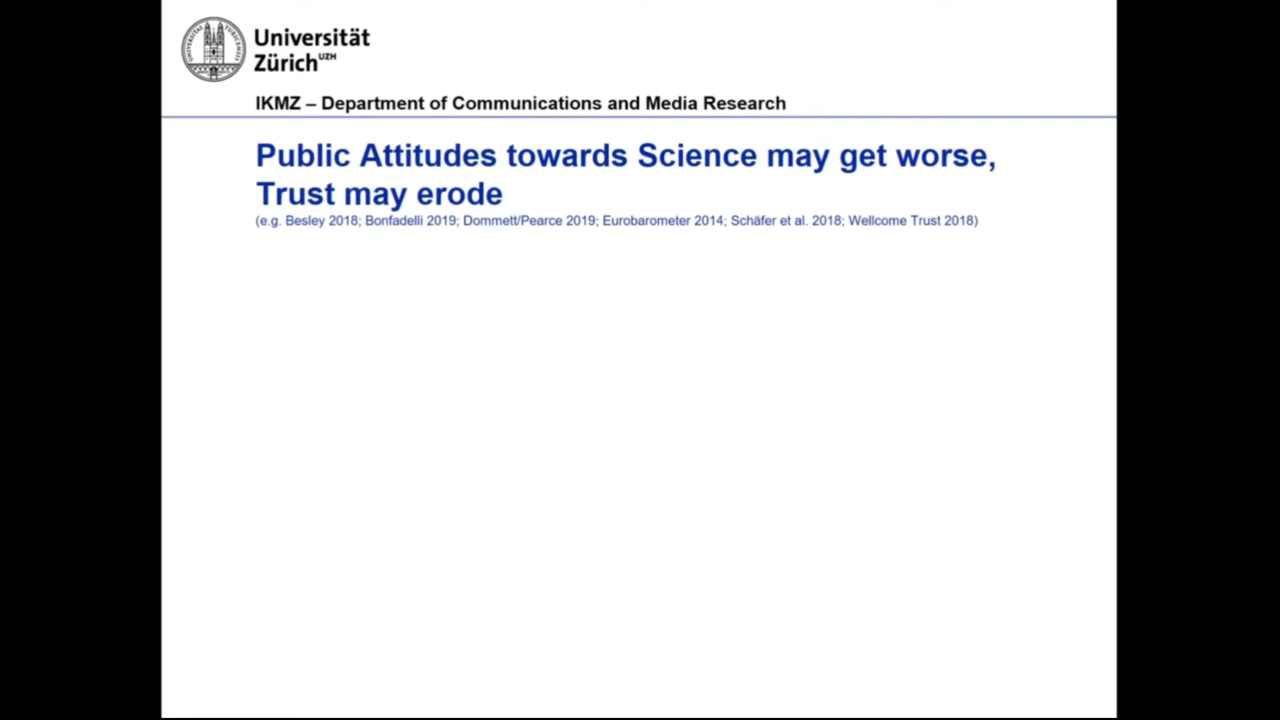 Universität
Zürich UZH
IKMZ – Department of Communications and Media Research
Public Attitudes towards Science may get worse,
Trust may erode
(e.g. Besley 2018; Bonfadelli 2019; Dommett/Pearce 2019; Eurobarometer 2014; Schäfer et al. 2018; Wellcome Trust 2018)